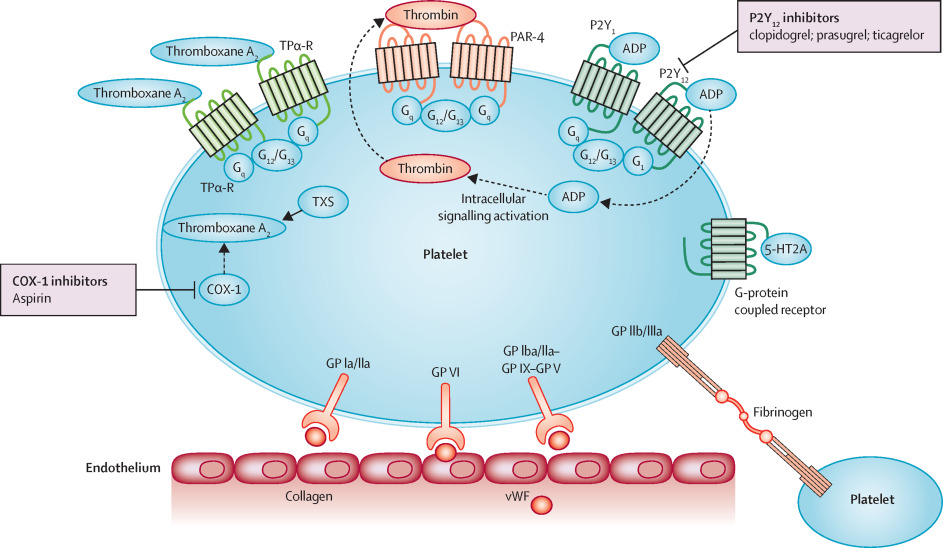 Thrombin
P2Y12 inhibitors
clopidogrel; prasugrel; ticagrelor
Thromboxane A2
TPα-R
PAR-4
P2Y1
ADP
Thromboxane A2
P2Y12
ADP
Gq
G12/G13
Gq
Gq
G12/G13
Gq
Gq
G12/G13
G1
TPα-R
Thrombin
ADP
Intracellular
signalling activation
TXS
Thromboxane A2
Platelet
5-HT2A
COX-1 inhibitors
Aspirin
COX-1
G-protein
coupled receptor
GP IIb/IIIa
GP Ia/IIa
GP VI
GP Iba/IIa–
GP IX–GP V
Fibrinogen
Endothelium
Collagen
vWF
Platelet